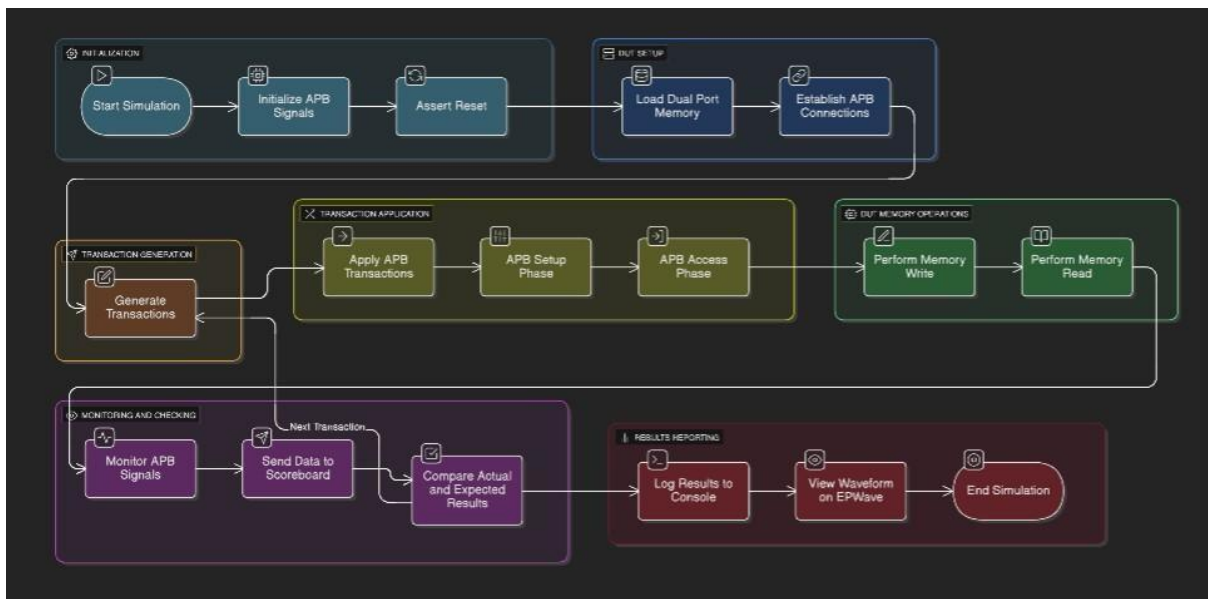 INITIALIZATION
DUT SETUP
Start Simulation
Initialize APB
Signals
Assert Reset
Load Dual Port
Memory
Establish APB
Connections
TRANSACTION APPLICATION
DUT MEMORY OPERATIONS
TRANSACTION GENERATION
Generate
Transactions
Apply APB
Transactions
APB Setup
Phase
APB Access
Phase
Perform Memory
Write
Perform Memory
Read
MONITORING AND CHECKING
Next Transaction
RESULTS REPORTING
Monitor APB
Signals
Send Data to
Scoreboard
Compare Actual
and Expected
Results
Log Results to
Console
View Waveform
on EPWave
End Simulation